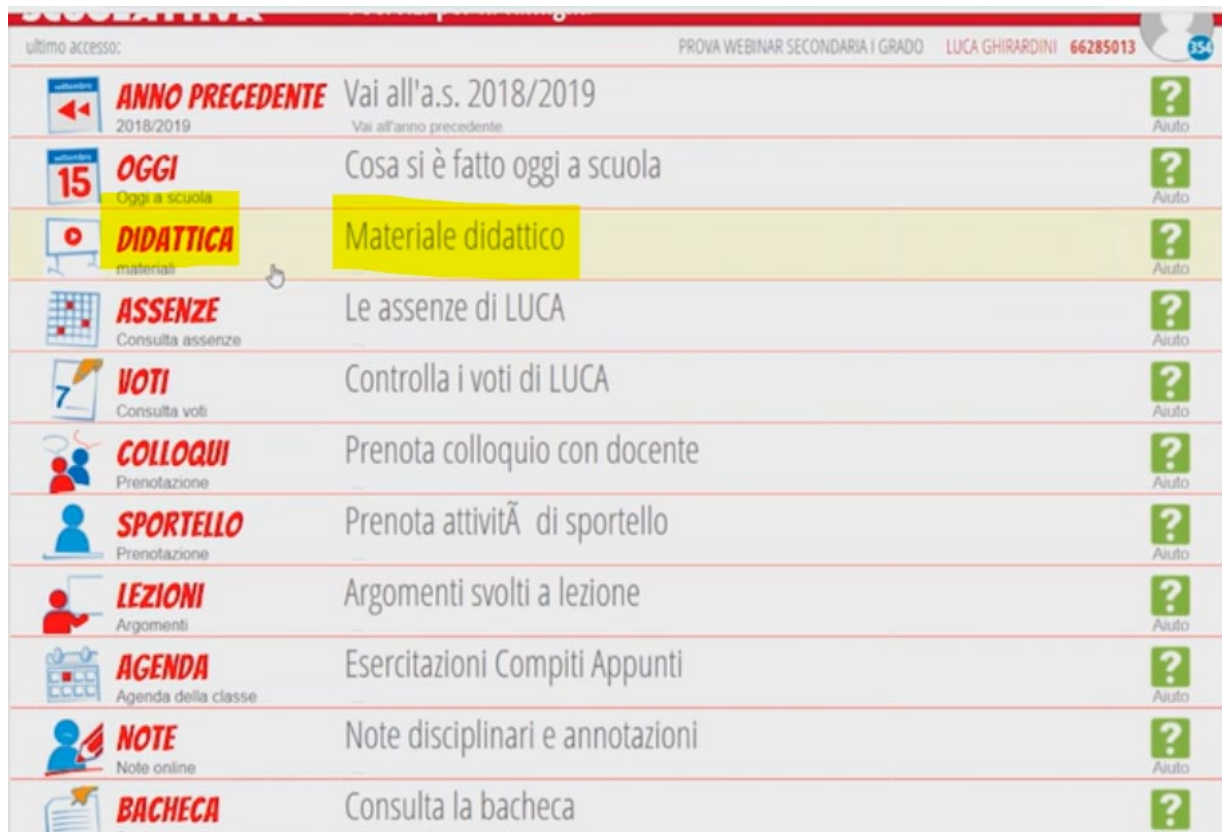 ultimo accesso:
PROVA WEBINAR SECONDARIA I GRADO LUCA GHIRARDINI 66285013
354
settembre
ANNO PRECEDENTE Vai all'a.s. 2018/2019
2018/2019 Vai all'anno precedente
Aiuto
settembre
15
OGGI Cosa si è fatto oggi a scuola
Oggi a scuola
Aiuto
DIDATTICA Materiale didattico
materiali
Aiuto
ASSENZE Le assenze di LUCA
Consulta assenze
Aiuto
7
VOTI Controlla i voti di LUCA
Consulta voti
Aiuto
COLLOQUI Prenota colloquio con docente
Prenotazione
Aiuto
SPORTELLO Prenota attivitÃ di sportello
Prenotazione
Aiuto
LEZIONI Argomenti svolti a lezione
Argomenti
Aiuto
AGENDA Esercitazioni Compiti Appunti
Agenda della classe
Aiuto
NOTE Note disciplinari e annotazioni
Note online
Aiuto
BACHECA Consulta la bacheca